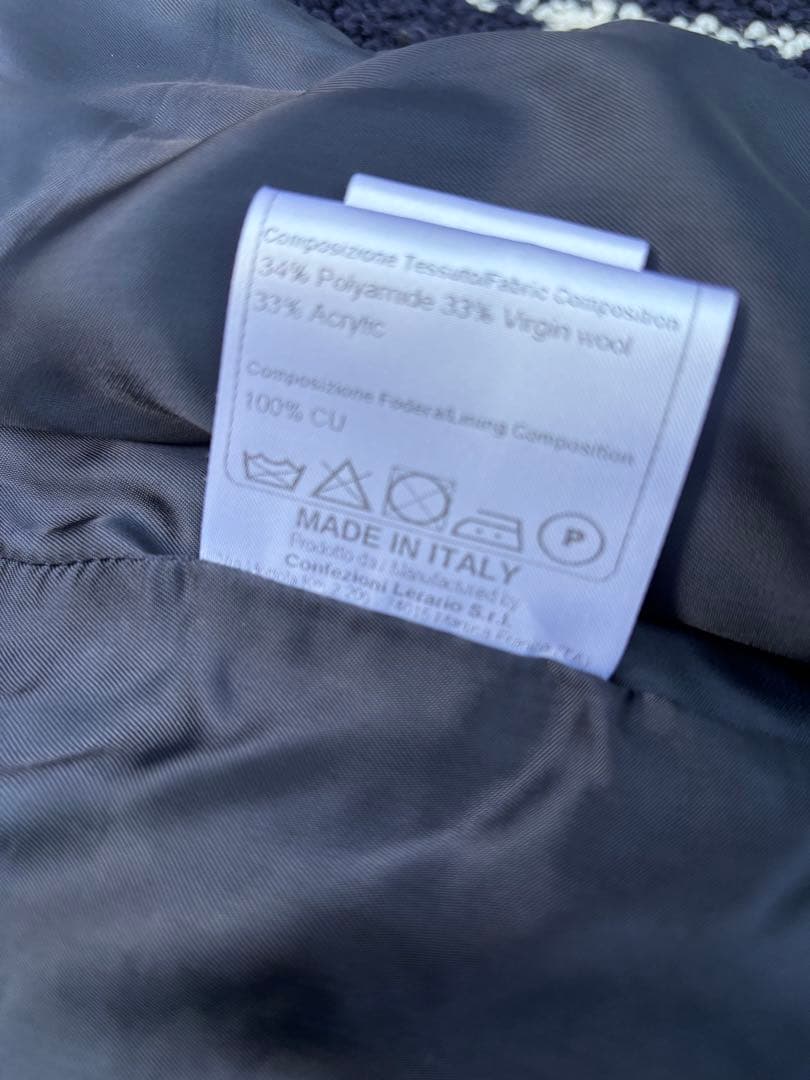 Composizione Tessuto/Fabric Composition
34% Polyamide 33% Virgin wool
33% Acrylic
Composizione Fodera/Lining Composition
100% CU
P
MADE IN ITALY
Prodotto da / Manufactured by
Confezioni Lerario S.r.l.